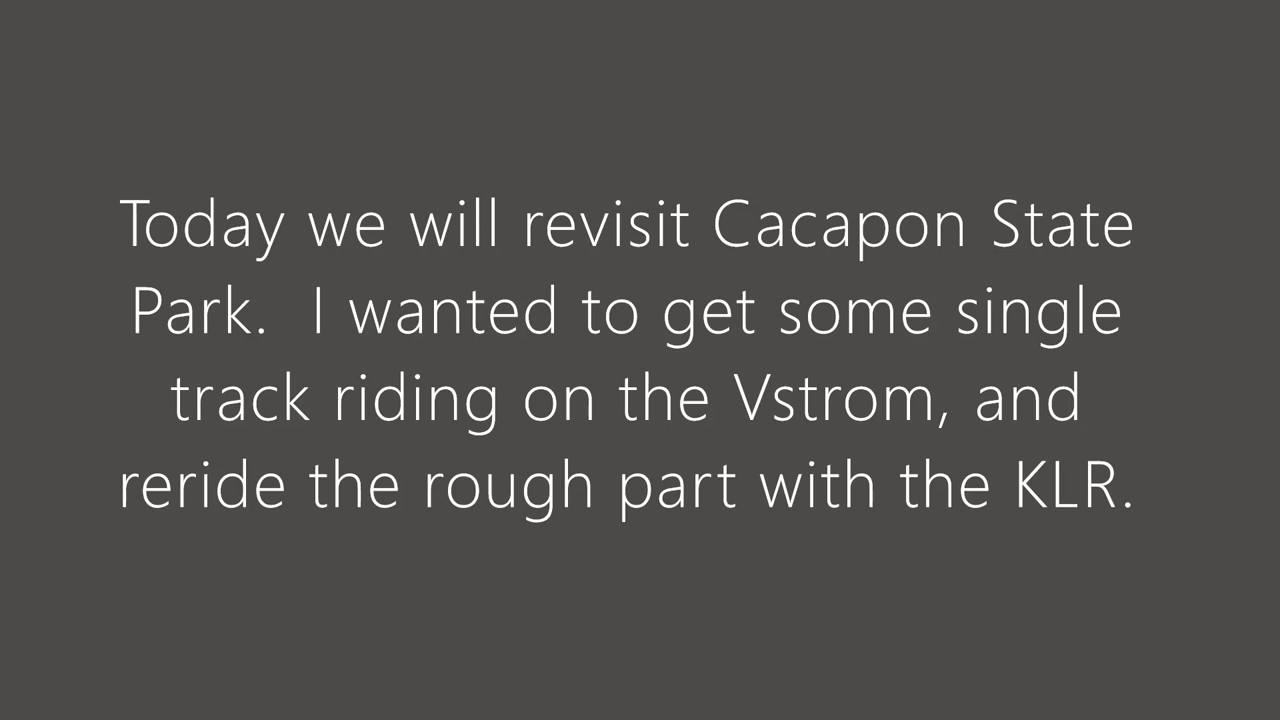 Today we will revisit Cacapon State
Park.  I wanted to get some single
track riding on the Vstrom, and
reride the rough part with the KLR.